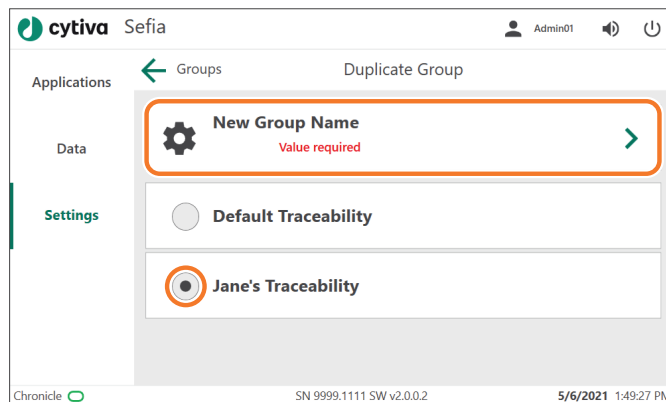 cytiva Sefia Admin01
Applications
Data
Settings
Groups Duplicate Group
New Group Name
Value required
Default Traceability
Jane's Traceability
Chronicle SN 9999.1111 SW v2.0.0.2 5/6/2021 1:49:27 PM